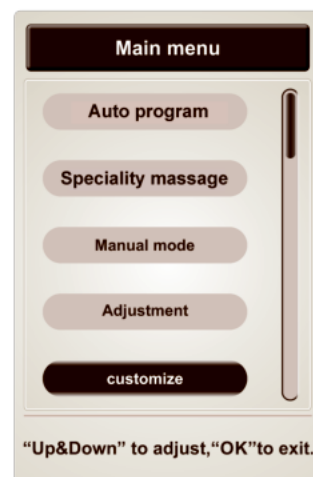 Main menu
Auto program
Speciality massage
Manual mode
Adjustment
customize
“Up&Down” to adjust,“OK”to exit.